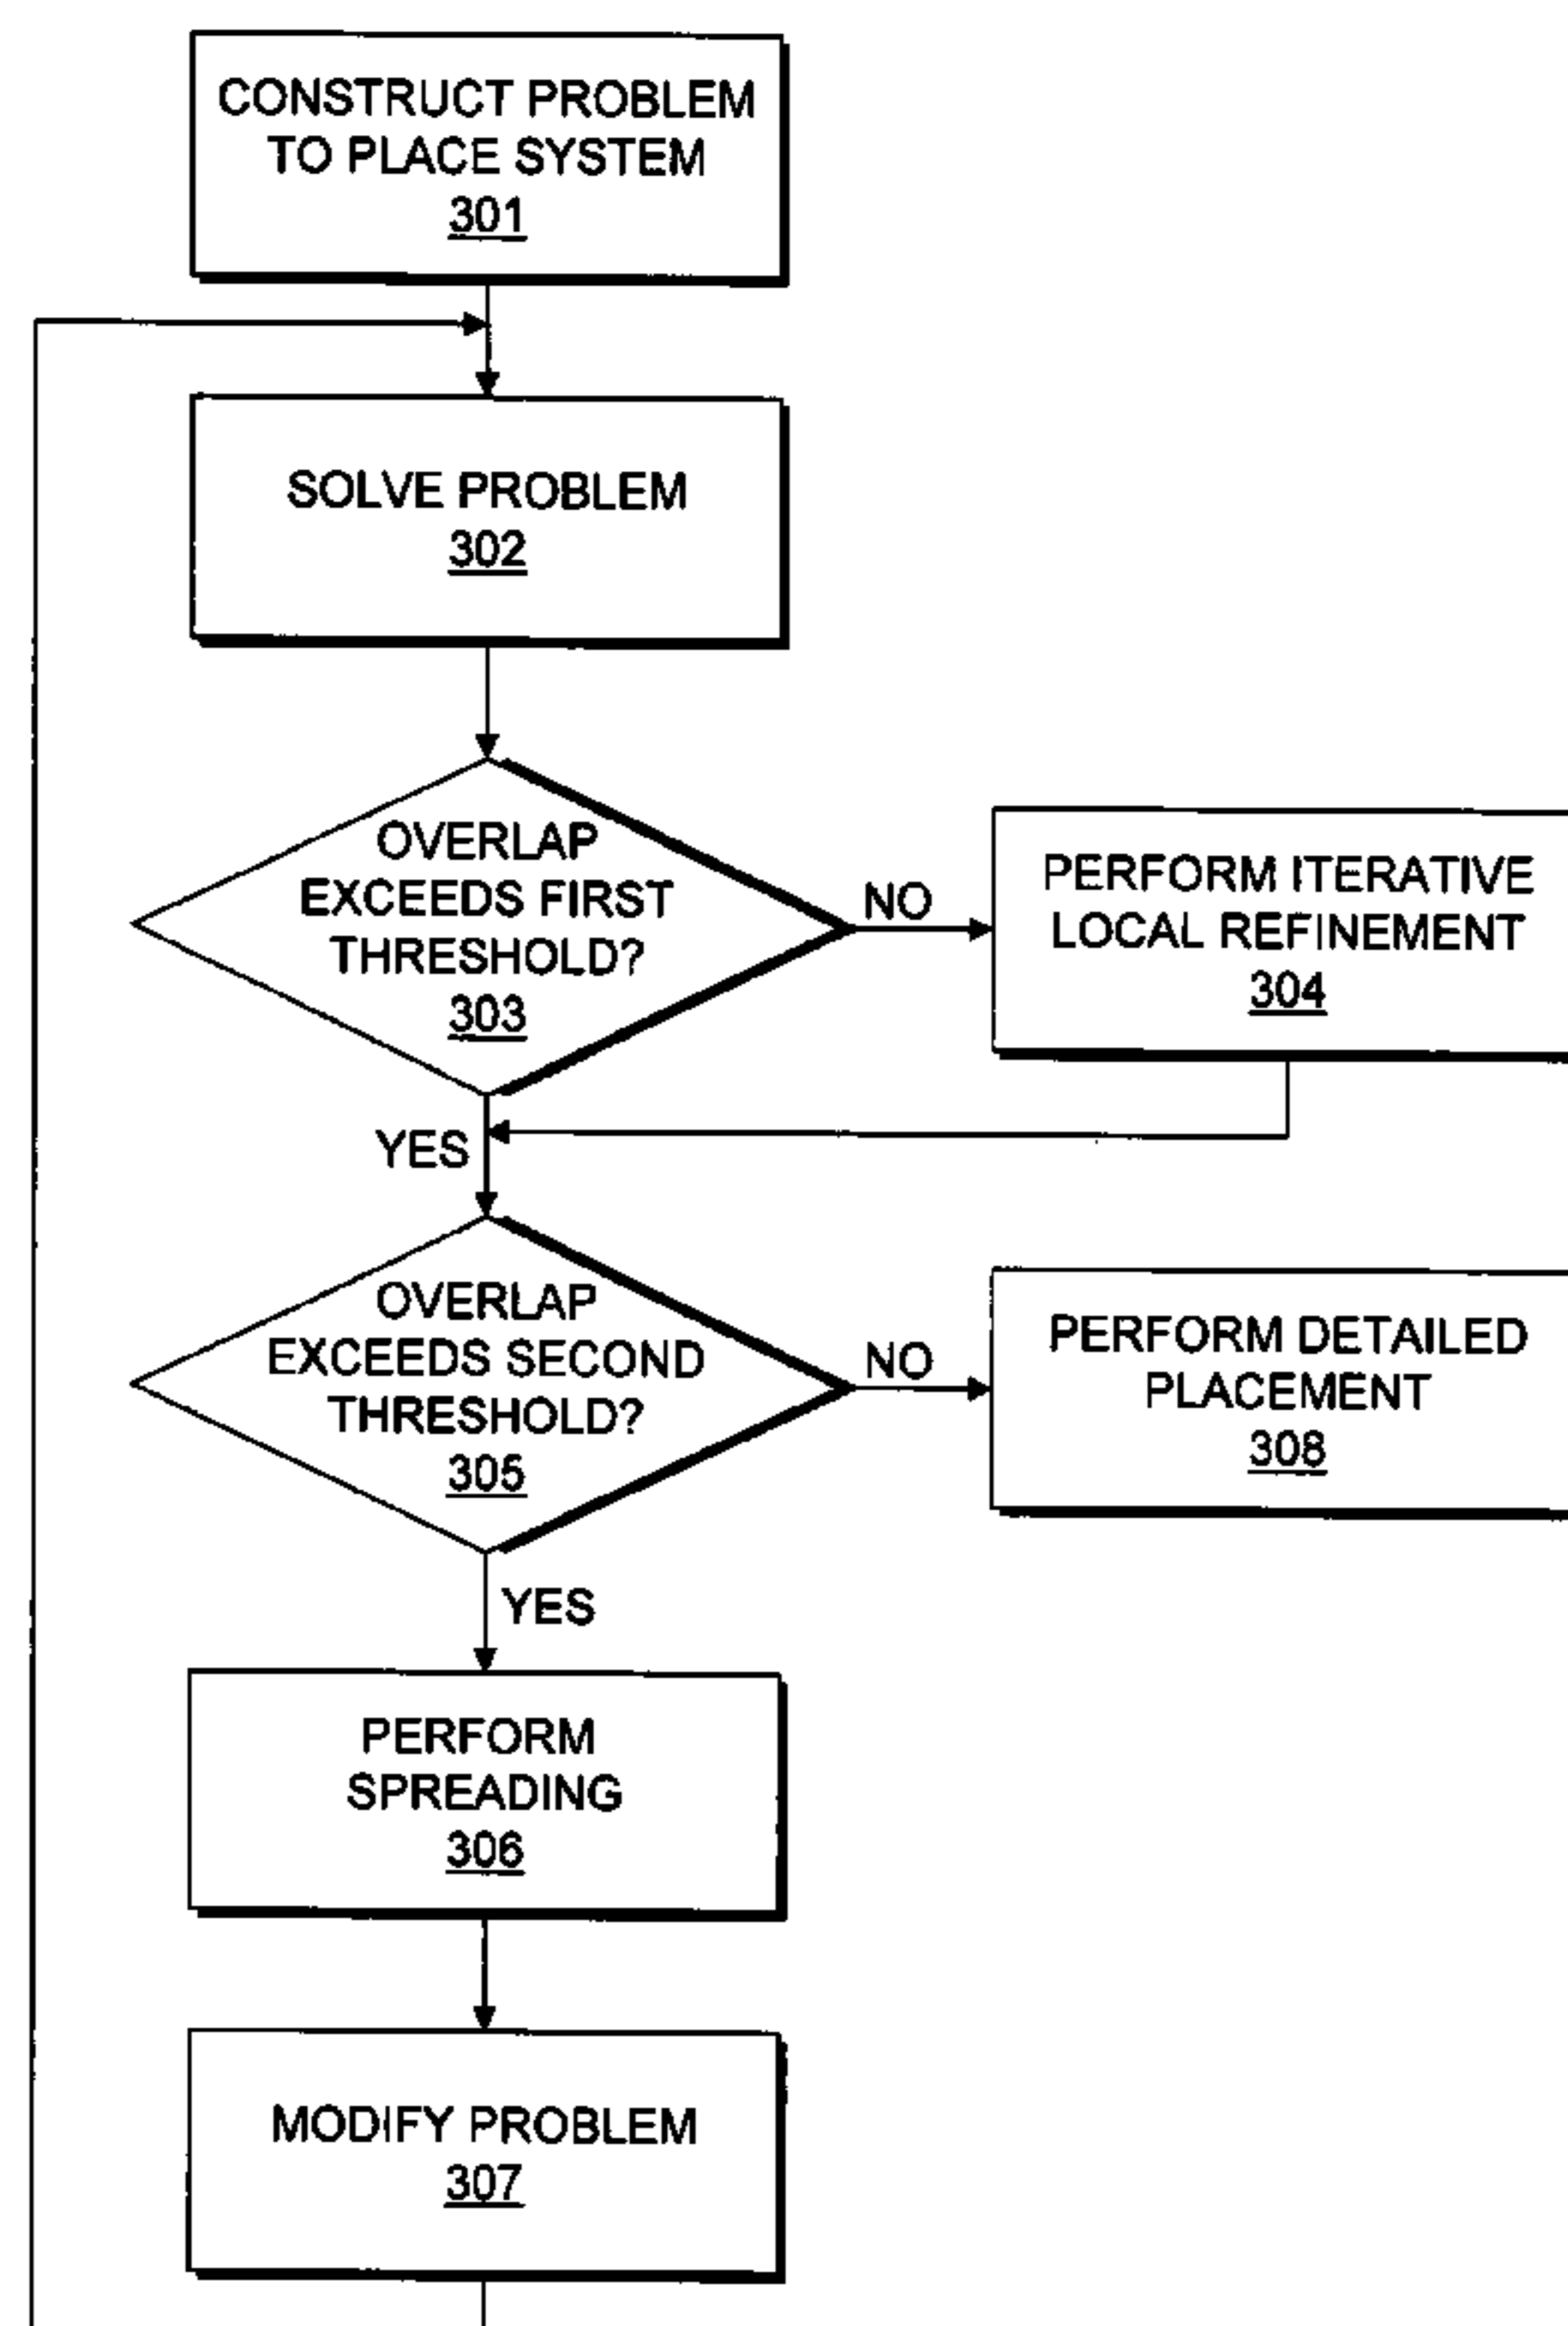 CONSTRUCT PROBLEM
TO PLACE SYSTEM
301
SOLVE PROBLEM
302
OVERLAP
EXCEEDS FIRST
THRESHOLD?
303
NO
PERFORM ITERATIVE
LOCAL REFINEMENT
304
YES
OVERLAP
EXCEEDS SECOND
THRESHOLD?
305
NO
PERFORM DETAILED
PLACEMENT
308
YES
PERFORM
SPREADING
306
MODIFY PROBLEM
307